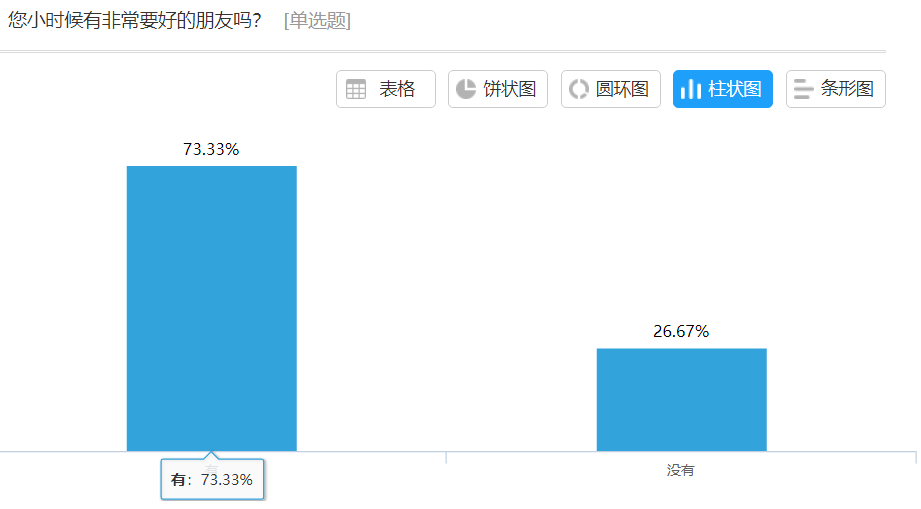 您小时候有非常要好的朋友吗？ [单选题]
表格 饼状图 圆环图 柱状图 条形图
73.33%
26.67%
有
没有
有：73.33%